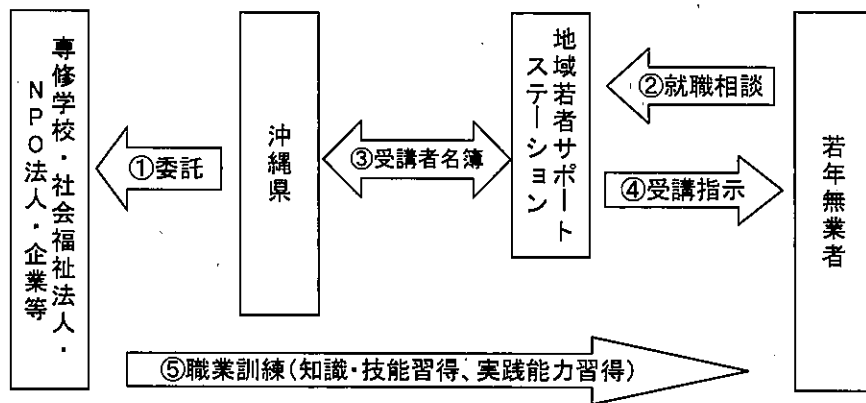 専修学校・社会福祉法人・
NPO法人・企業等
①委託
沖縄県
③受講者名簿
地域若者サポート
ステーション
②就職相談
④受講指示
若年無業者
⑤職業訓練(知識・技能習得、実践能力習得)